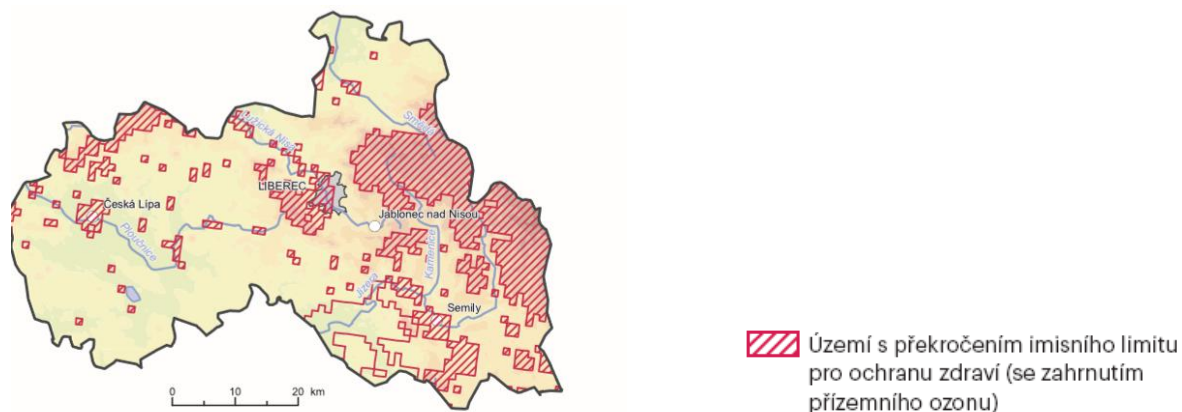 Smědá
Lužická Nisa
LIBEREC
Česká Lípa
Jablonec nad Nisou
Ploučnice
Kamenice
Jizera
Semily
0 10 20 km
Území s překročením imisního limitu
pro ochranu zdraví (se zahrnutím
přízemního ozonu)